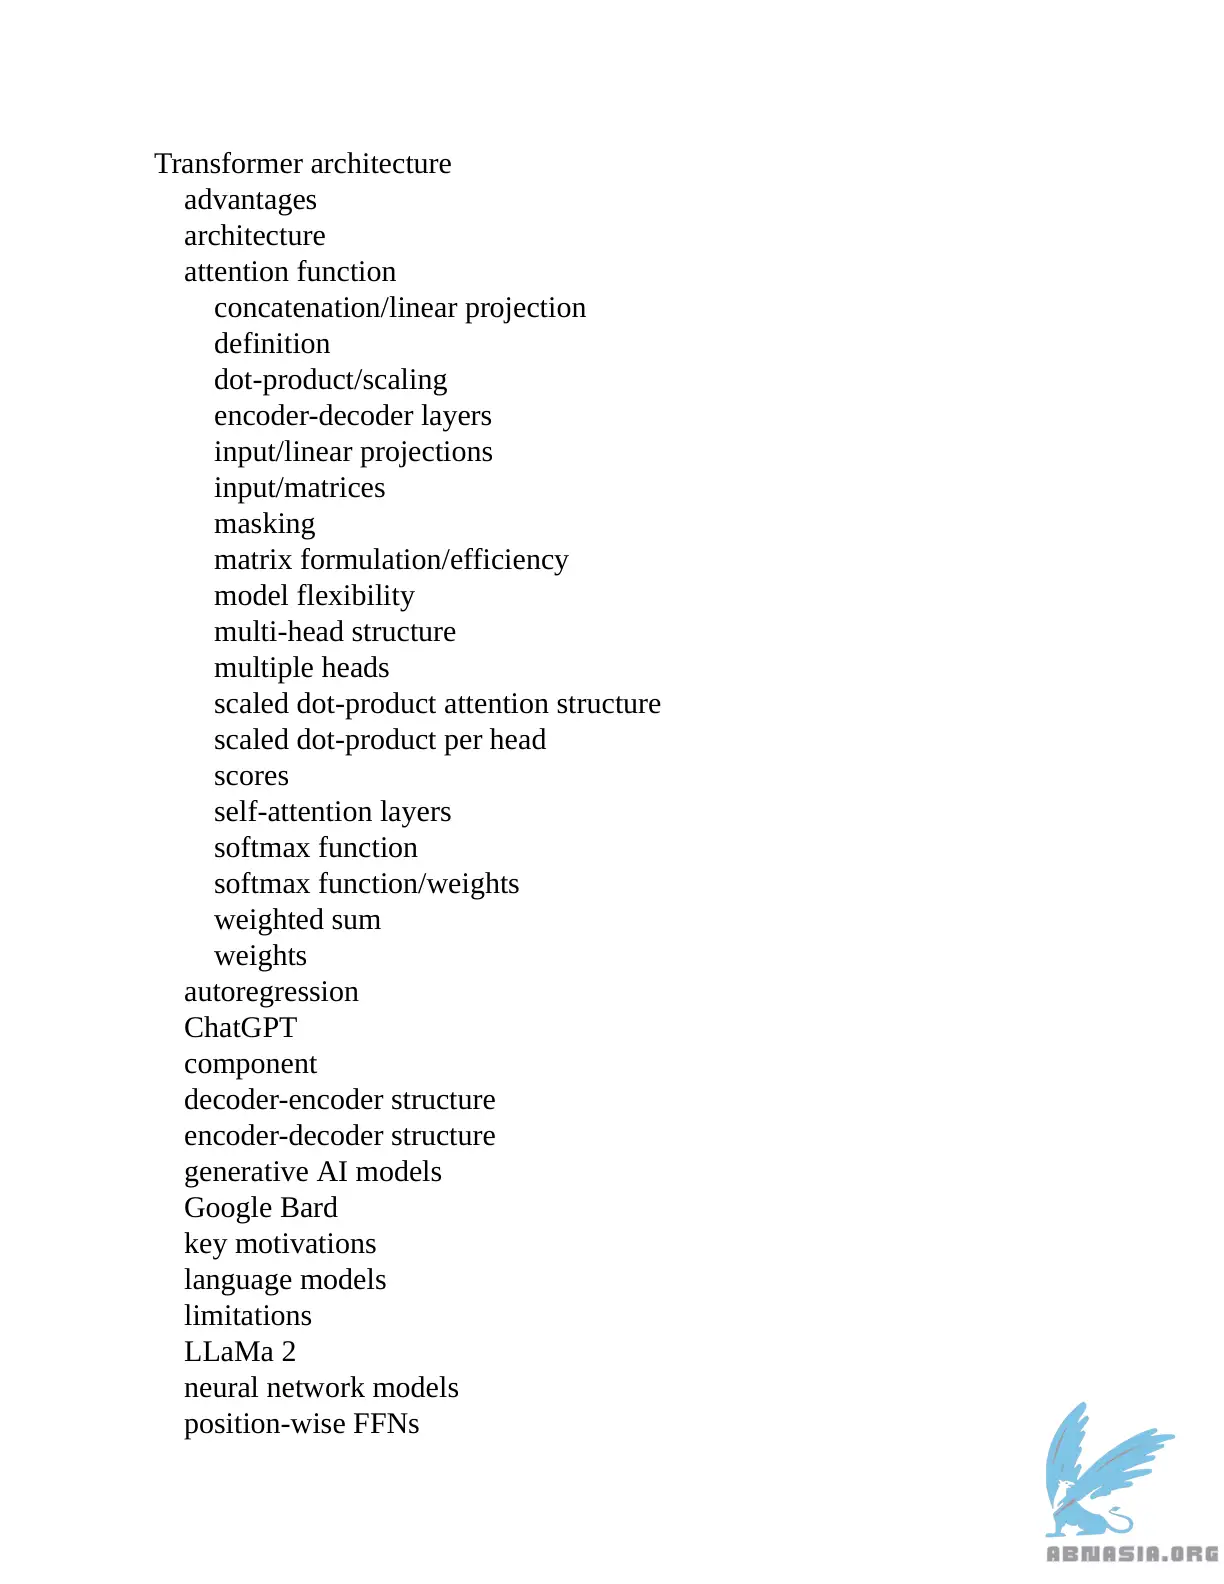 Transformer architecture
advantages
architecture
attention function
concatenation/linear projection
definition
dot-product/scaling
encoder-decoder layers
input/linear projections
input/matrices
masking
matrix formulation/efficiency
model flexibility
multi-head structure
multiple heads
scaled dot-product attention structure
scaled dot-product per head
scores
self-attention layers
softmax function
softmax function/weights
weighted sum
weights
autoregression
ChatGPT
component
decoder-encoder structure
encoder-decoder structure
generative AI models
Google Bard
key motivations
language models
limitations
LLaMa 2
neural network models
position-wise FFNs
ABNASIA.ORG